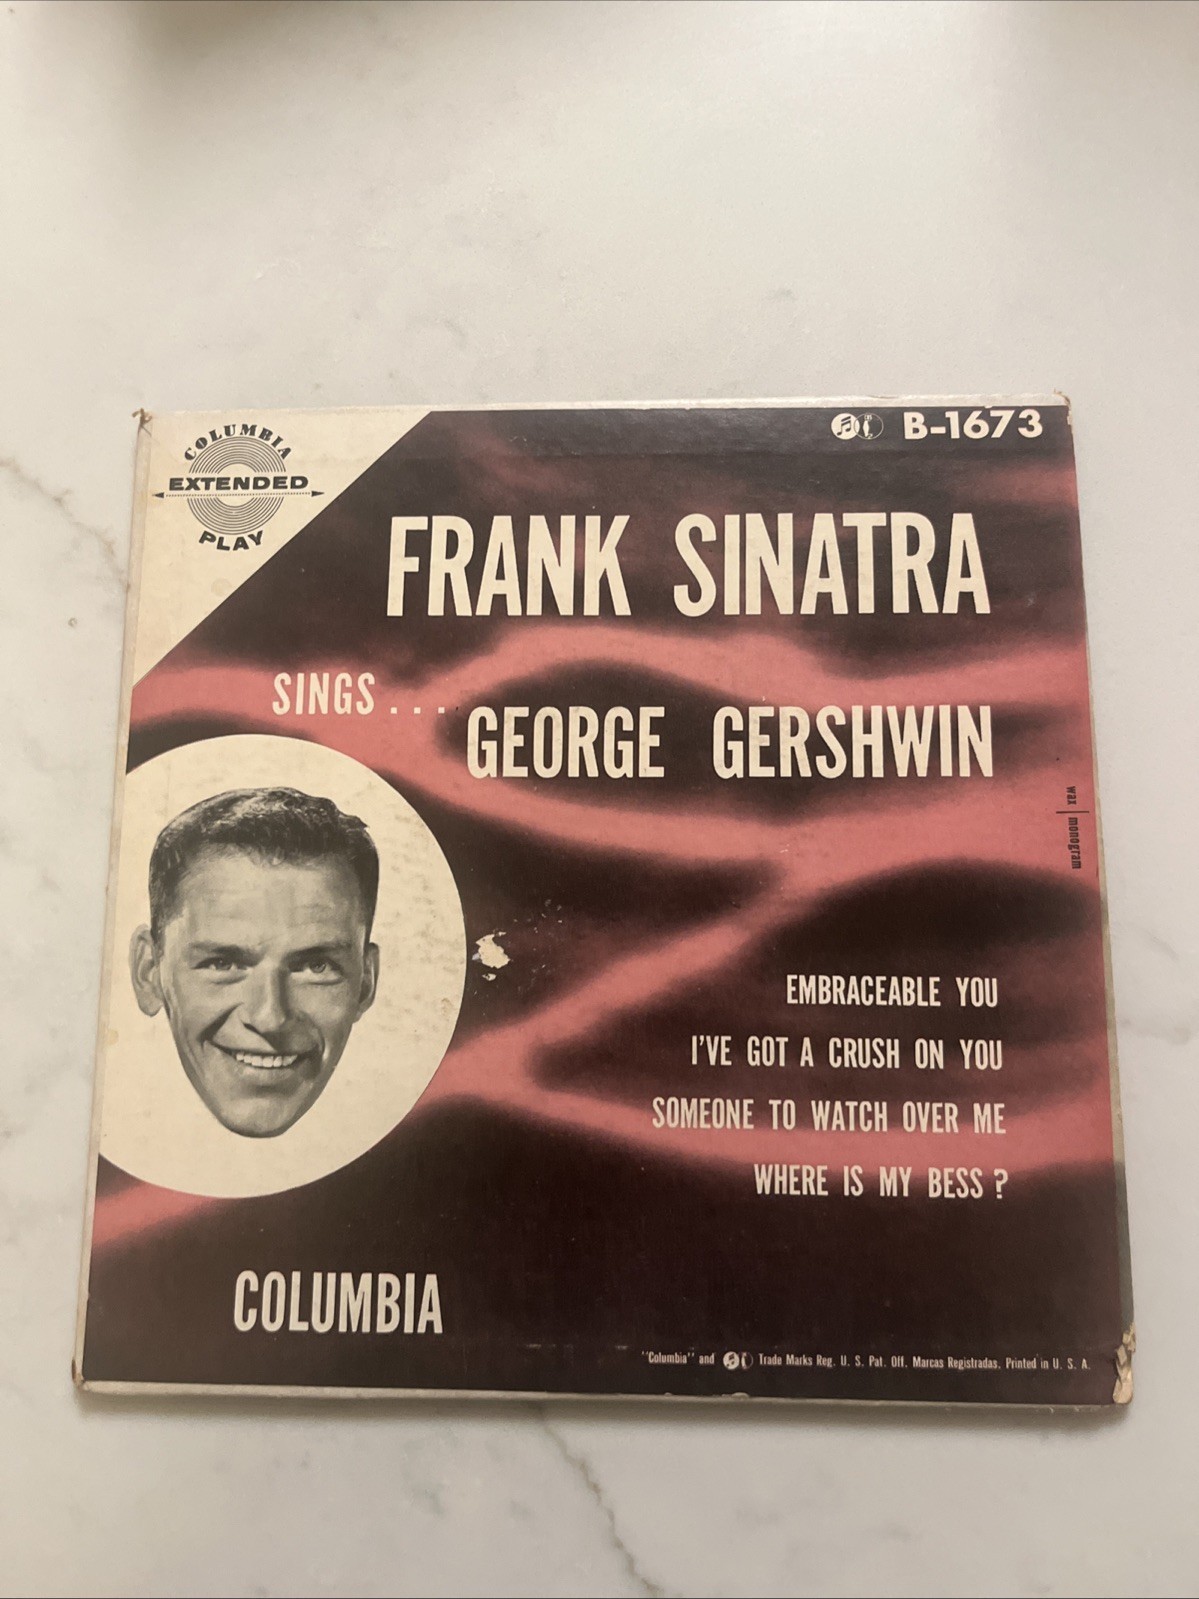 COLUMBIA
EXTENDED
PLAY
B-1673
FRANK SINATRA
SINGS...
GEORGE GERSHWIN
wax | monogram
EMBRACEABLE YOU
I'VE GOT A CRUSH ON YOU
SOMEONE TO WATCH OVER ME
WHERE IS MY BESS ?
COLUMBIA
"Columbia" and Trade Marks Reg. U. S. Pat. Off. Marcas Registradas. Printed in U. S. A.